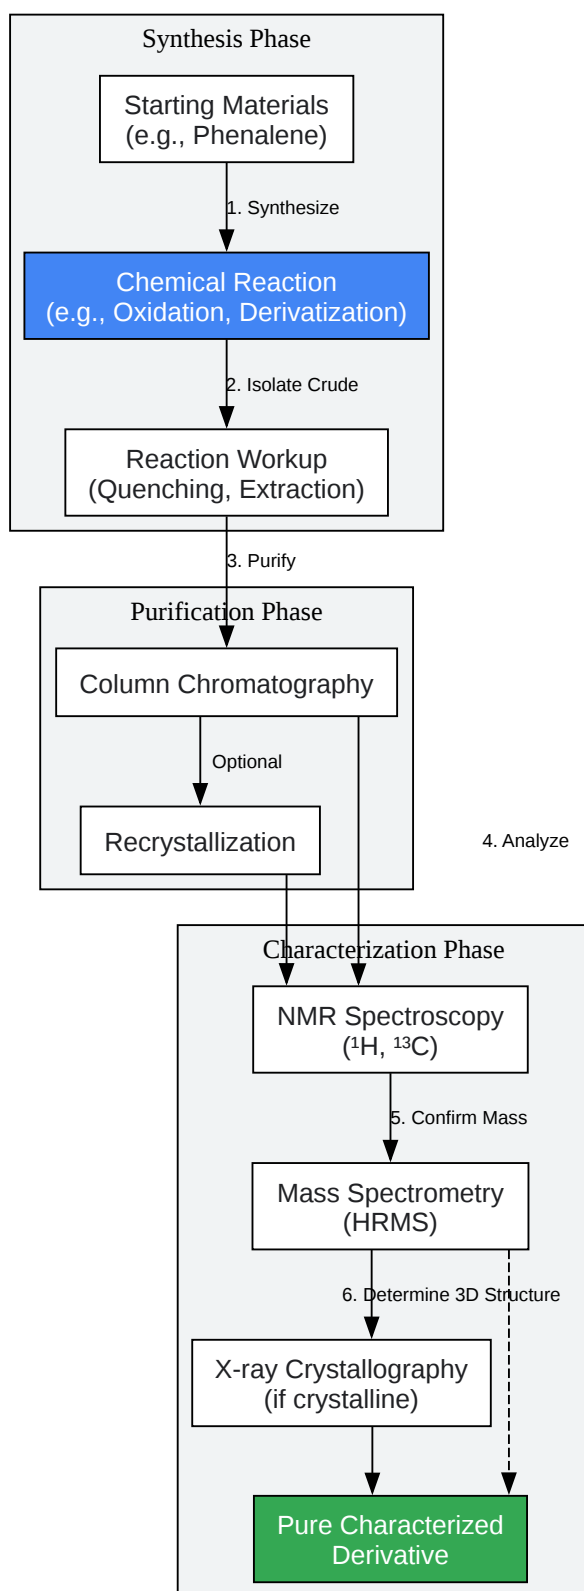 Synthesis Phase
Starting Materials
(e.g., Phenalene)
1. Synthesize
Chemical Reaction
(e.g., Oxidation, Derivatization)
2. Isolate Crude
Reaction Workup
(Quenching, Extraction)
3. Purify
Purification Phase
Column Chromatography
Optional
Recrystallization
4. Analyze
Characterization Phase
NMR Spectroscopy
(¹H, ¹³C)
5. Confirm Mass
Mass Spectrometry
(HRMS)
6. Determine 3D Structure
X-ray Crystallography
(if crystalline)
Pure Characterized
Derivative